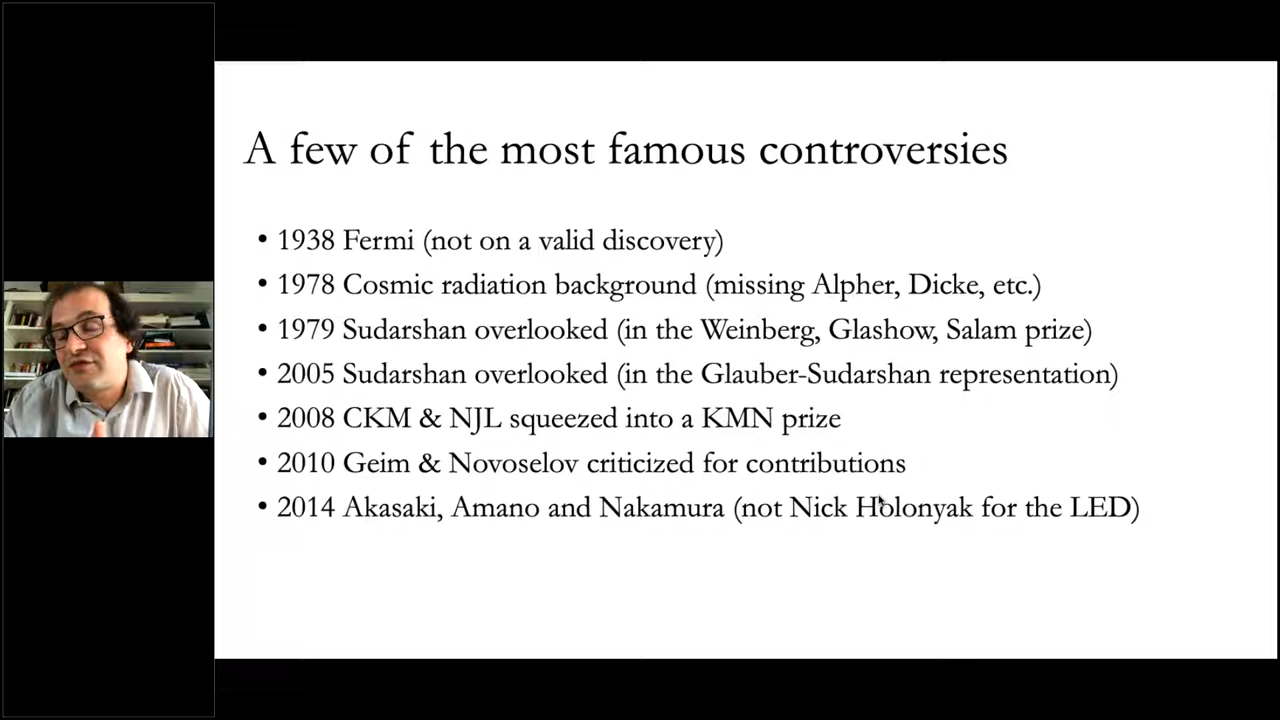 A few of the most famous controversies
• 1938 Fermi (not on a valid discovery)
• 1978 Cosmic radiation background (missing Alpher, Dicke, etc.)
• 1979 Sudarshan overlooked (in the Weinberg, Glashow, Salam prize)
• 2005 Sudarshan overlooked (in the Glauber-Sudarshan representation)
• 2008 CKM & NJL squeezed into a KMN prize
• 2010 Geim & Novoselov criticized for contributions
• 2014 Akasaki, Amano and Nakamura (not Nick Holonyak for the LED)